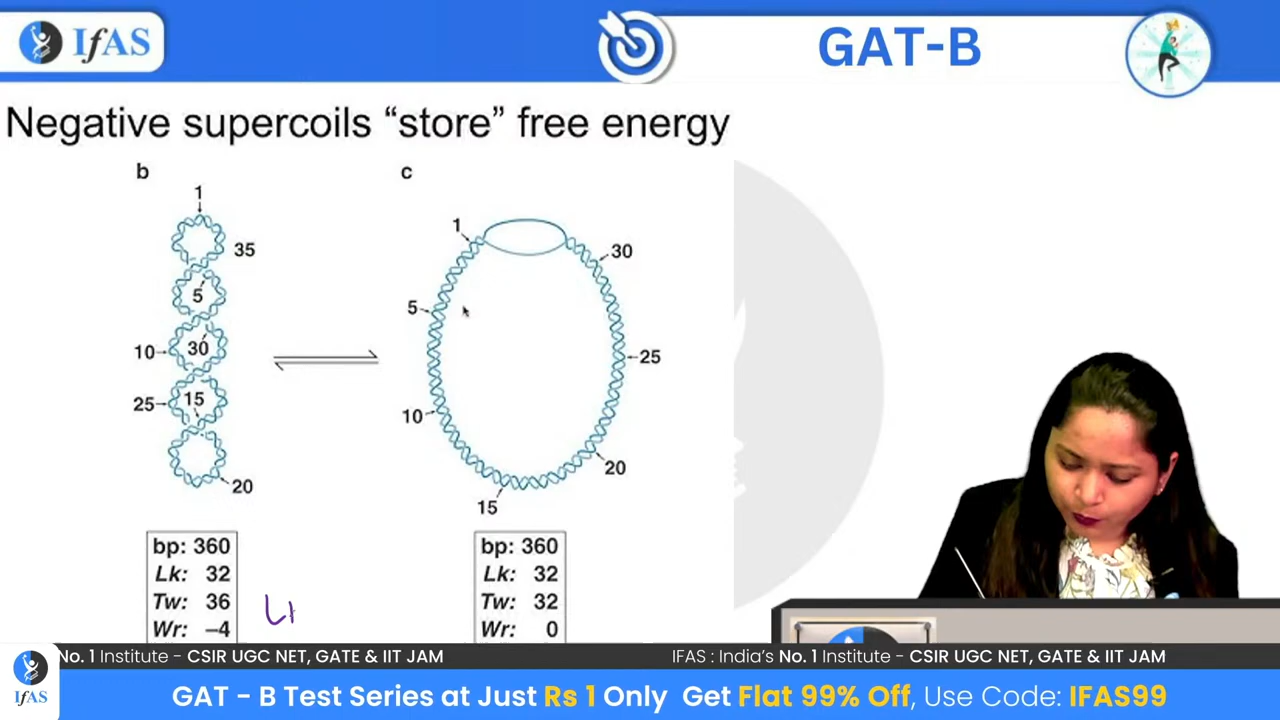 IfAS
GAT-B
Negative supercoils “store” free energy
b
c
1
35
5
10
30
25
15
20
1
30
5
25
10
20
15
bp: 360
Lk: 32
Tw: 36
Wr: –4
bp: 360
Lk: 32
Tw: 32
Wr: 0
No. 1 Institute - CSIR UGC NET, GATE & IIT JAM
IFAS : India’s No. 1 Institute - CSIR UGC NET, GATE & IIT JAM
IfAS
GAT – B Test Series at Just Rs 1 Only Get Flat 99% Off, Use Code: IFAS99